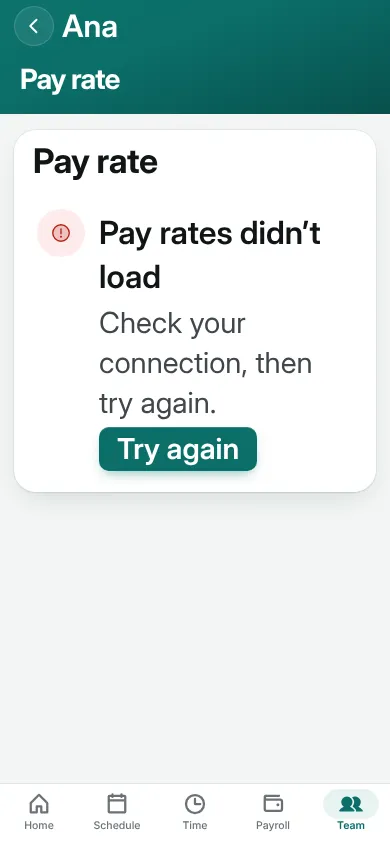 Ana
Pay rate
Pay rate
Pay rates didn’t
load
Check your
connection, then
try again.
Try again
Home
Schedule
Time
Payroll
Team